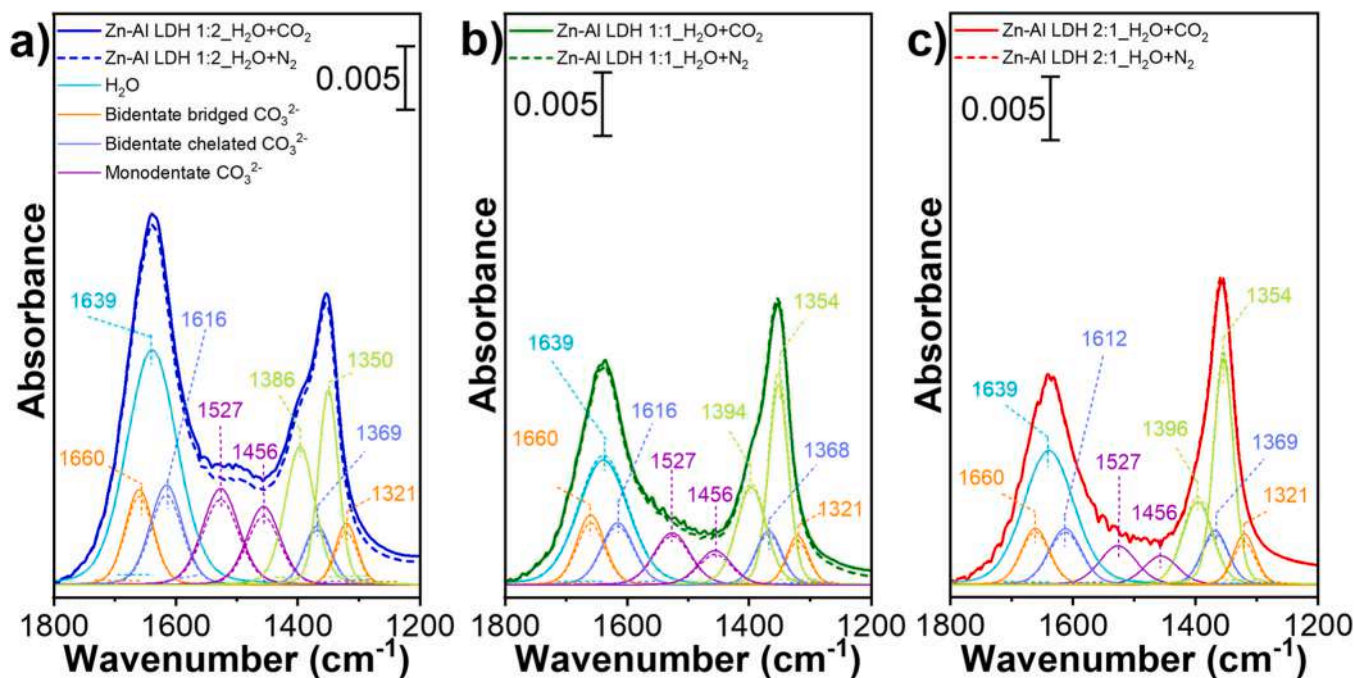 a)
Zn-Al LDH 1:2_H₂O+CO₂
Zn-Al LDH 1:2_H₂O+N₂
H₂O
Bidentate bridged CO₃²⁻
Bidentate chelated CO₃²⁻
Monodentate CO₃²⁻
0.005
1639
1616
1660
1527
1456
1386
1350
1369
1321
Absorbance
1800 1600 1400 1200
Wavenumber (cm⁻¹)
b)
Zn-Al LDH 1:1_H₂O+CO₂
Zn-Al LDH 1:1_H₂O+N₂
0.005
1639
1660
1616
1527
1456
1394
1354
1368
1321
Absorbance
1800 1600 1400 1200
Wavenumber (cm⁻¹)
c)
Zn-Al LDH 2:1_H₂O+CO₂
Zn-Al LDH 2:1_H₂O+N₂
0.005
1639
1660
1612
1527
1456
1396
1354
1369
1321
Absorbance
1800 1600 1400 1200
Wavenumber (cm⁻¹)